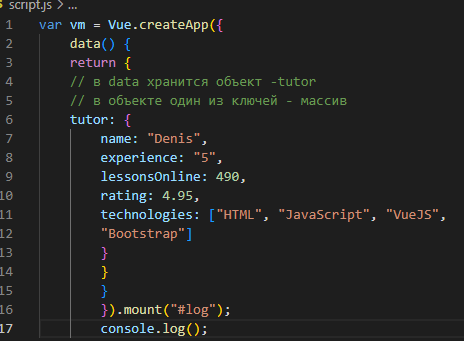 script.js > ...
1 var vm = Vue.createApp({
2 data() {
3 return {
4 // в data хранится объект -tutor
5 // в объекте один из ключей - массив
6 tutor: {
7 name: "Denis",
8 experience: "5",
9 lessonsOnline: 490,
10 rating: 4.95,
11 technologies: ["HTML", "JavaScript", "VueJS",
12 "Bootstrap"]
13 }
14 }
15 }
16 }).mount("#log");
17 console.log();